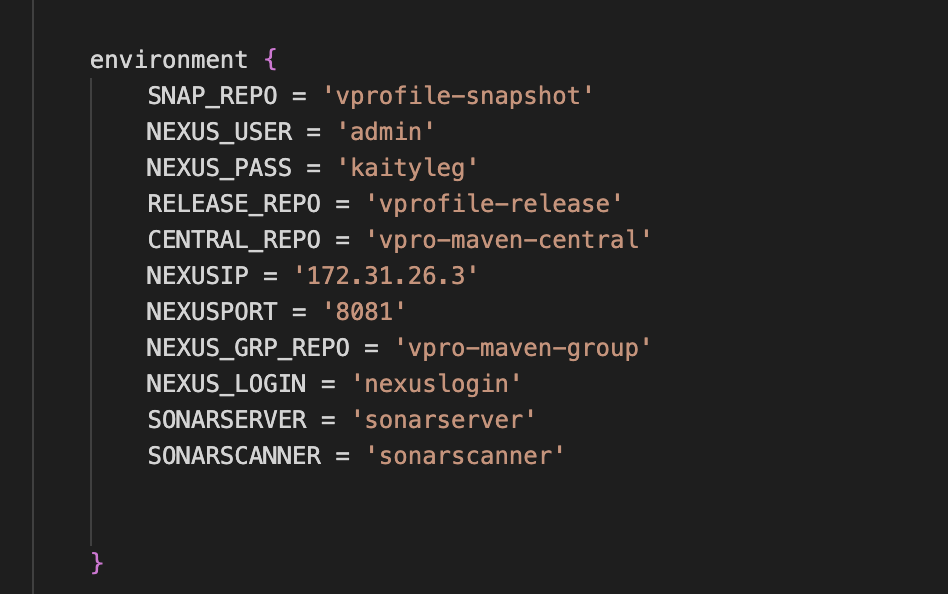 environment {
SNAP_REPO = 'vprofile-snapshot'
NEXUS_USER = 'admin'
NEXUS_PASS = 'kaityleg'
RELEASE_REPO = 'vprofile-release'
CENTRAL_REPO = 'vpro-maven-central'
NEXUSIP = '172.31.26.3'
NEXUSPORT = '8081'
NEXUS_GRP_REPO = 'vpro-maven-group'
NEXUS_LOGIN = 'nexuslogin'
SONARSERVER = 'sonarserver'
SONARSCANNER = 'sonarscanner'
}